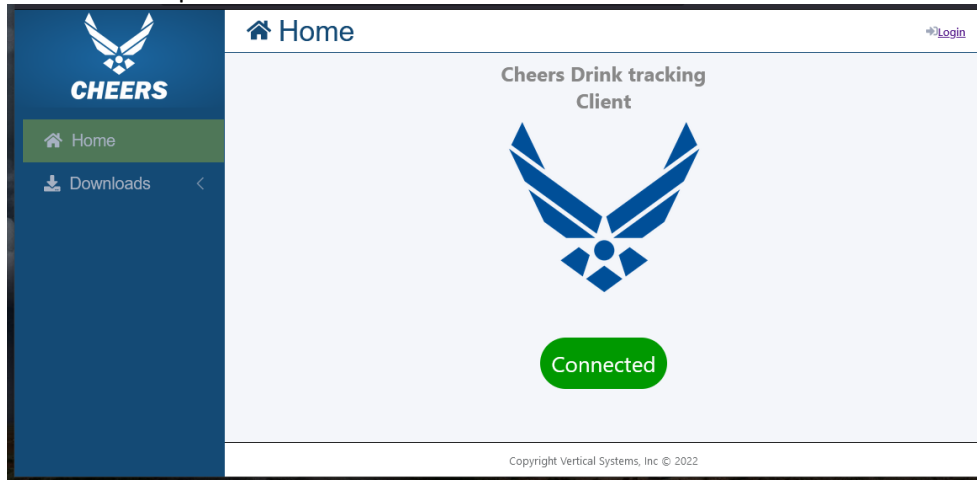 CHEERS
Home
Downloads
Home
Login
Cheers Drink tracking
Client
Connected
Copyright Vertical Systems, Inc © 2022